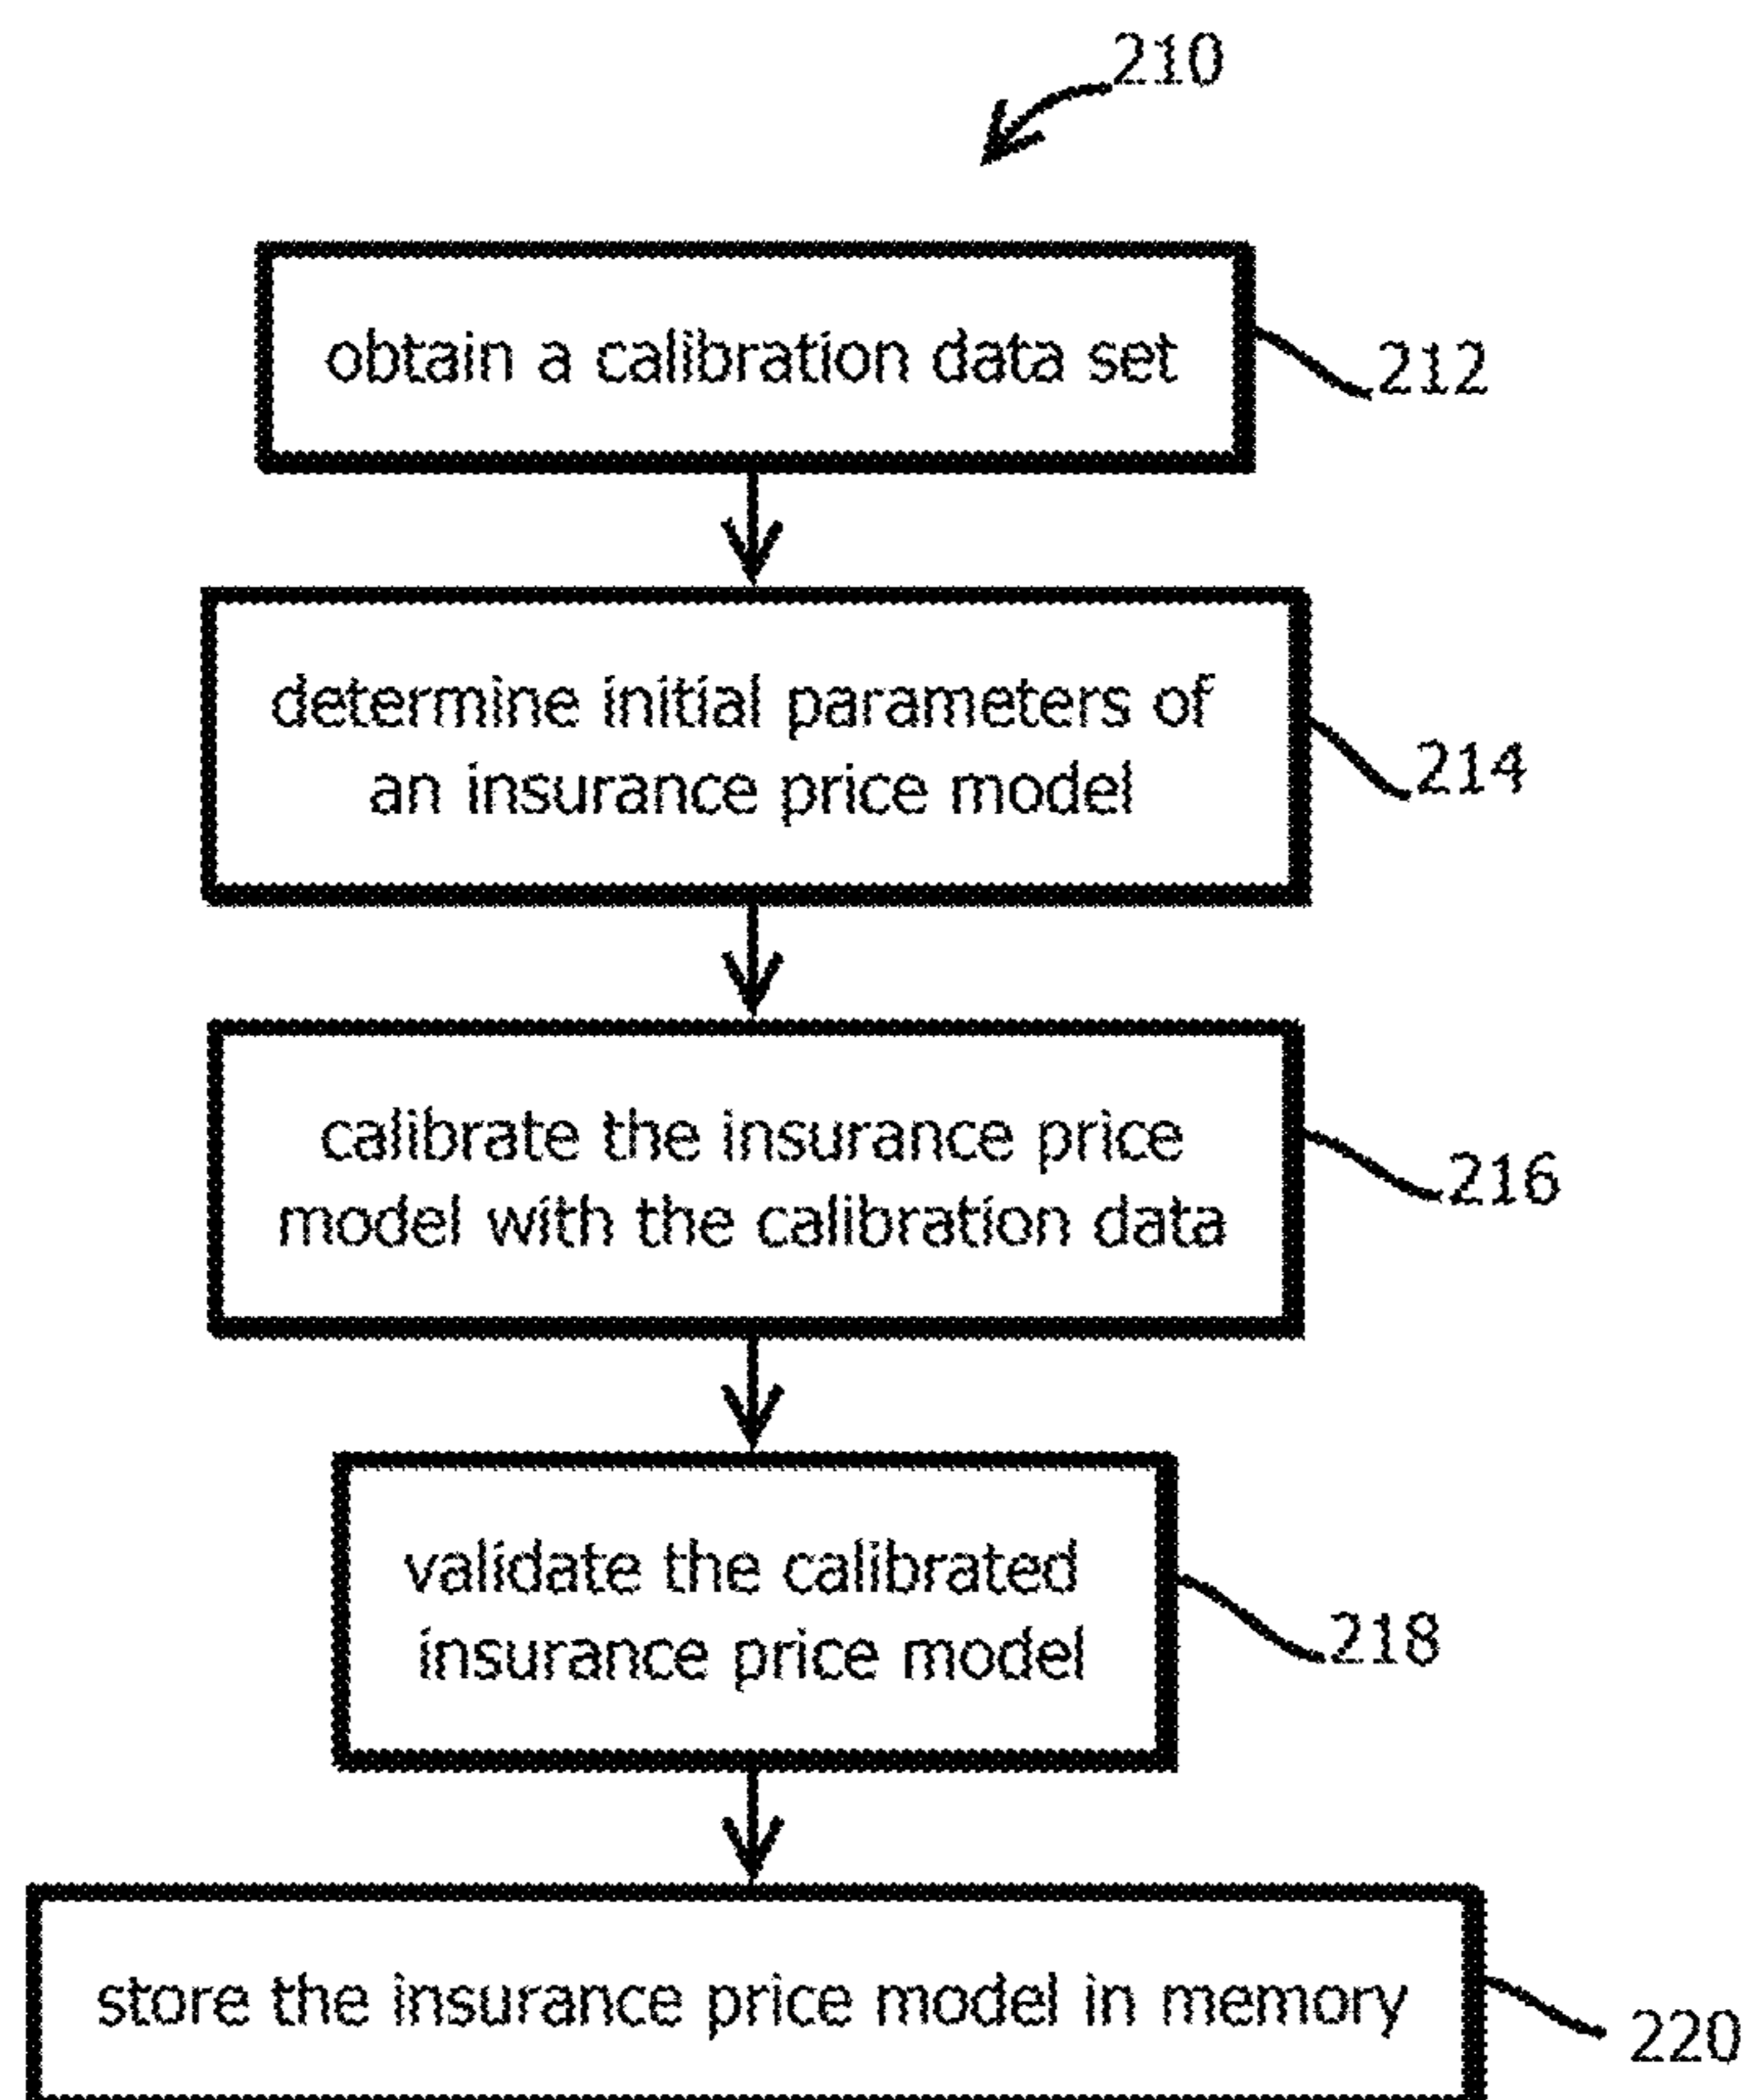 210
obtain a calibration data set
212
determine initial parameters of
an insurance price model
214
calibrate the insurance price
model with the calibration data
216
validate the calibrated
insurance price model
218
store the insurance price model in memory
220